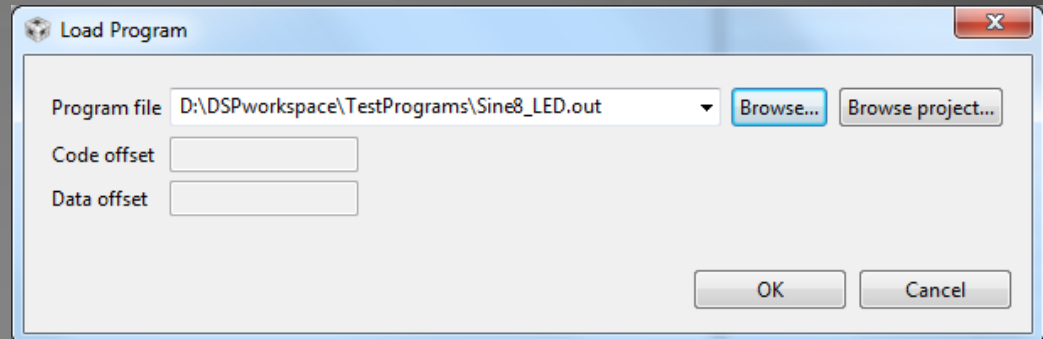 Load Program
Program file D:\DSPworkspace\TestPrograms\Sine8_LED.out Browse... Browse project...
Code offset
Data offset
OK Cancel